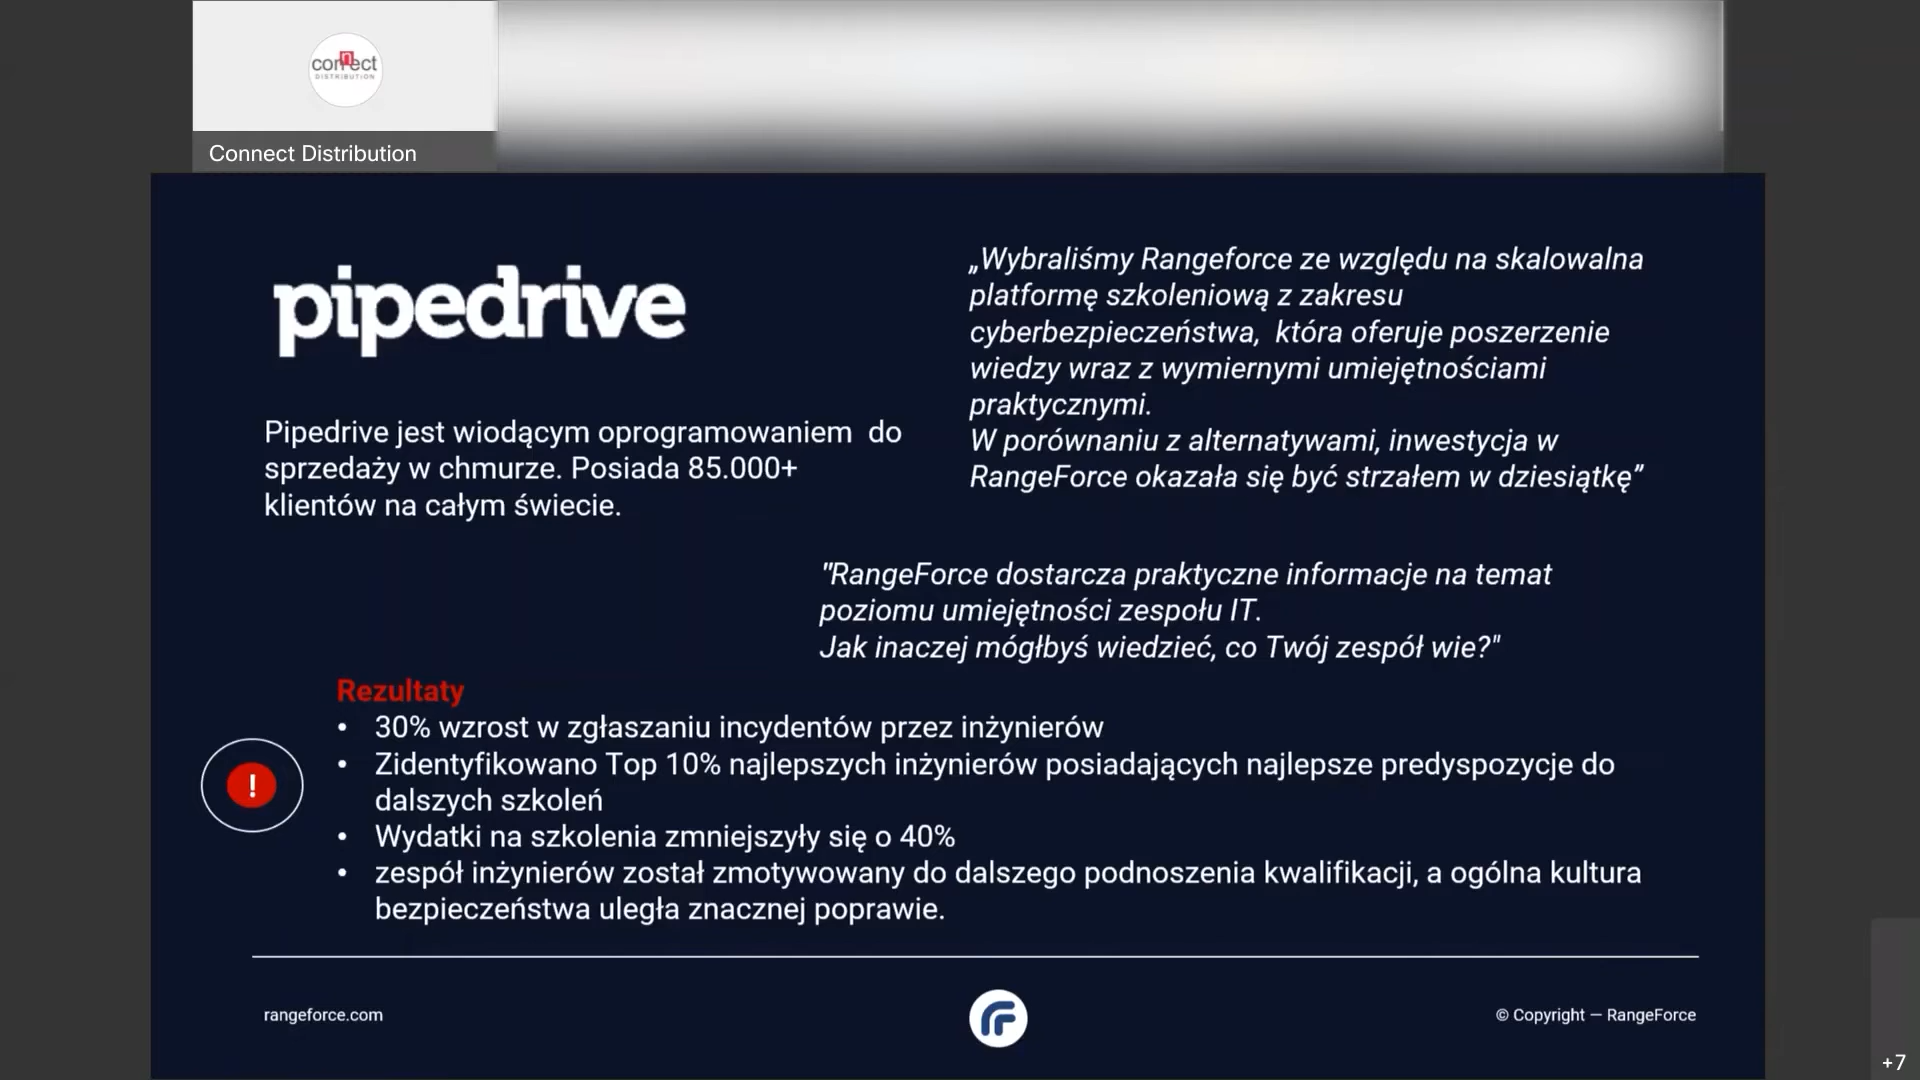 connect
DISTRIBUTION
Connect Distribution
pipedrive
Pipedrive jest wiodącym oprogramowaniem  do
sprzedaży w chmurze. Posiada 85.000+
klientów na całym świecie.
„Wybraliśmy Rangeforce ze względu na skalowalna
platformę szkoleniową z zakresu
cyberbezpieczeństwa,  która oferuje poszerzenie
wiedzy wraz z wymiernymi umiejętnościami
praktycznymi.
W porównaniu z alternatywami, inwestycja w
RangeForce okazała się być strzałem w dziesiątkę”
"RangeForce dostarcza praktyczne informacje na temat
poziomu umiejętności zespołu IT.
Jak inaczej mógłbyś wiedzieć, co Twój zespół wie?"
Rezultaty
• 30% wzrost w zgłaszaniu incydentów przez inżynierów
• Zidentyfikowano Top 10% najlepszych inżynierów posiadających najlepsze predyspozycje do
dalszych szkoleń
• Wydatki na szkolenia zmniejszyły się o 40%
• zespół inżynierów został zmotywowany do dalszego podnoszenia kwalifikacji, a ogólna kultura
bezpieczeństwa uległa znacznej poprawie.
!
rangeforce.com
© Copyright — RangeForce
+7